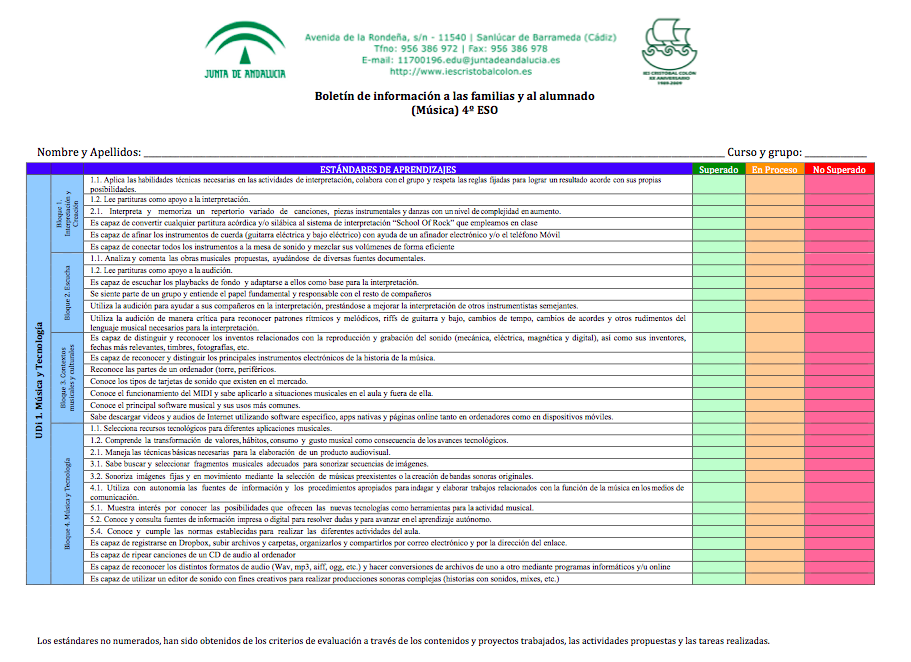 JUNTA DE ANDALUCIA
Avenida de la Rondeña, s/n - 11540 | Sanlúcar de Barrameda (Cádiz)
Tfno: 956 386 972 | Fax: 956 386 978
E-mail: 11700196.edu@juntadeandalucia.es
http://www.iescristobalcolon.es
IES CRISTOBAL COLON
Boletín de información a las familias y al alumnado
(Música) 4º ESO
Nombre y Apellidos: Curso y grupo:
ESTÁNDARES DE APRENDIZAJES Superado En Proceso No Superado
UDi 1. Música y Tecnología
Bloque 1.
Interpretación y
Creación
1.1. Aplica las habilidades técnicas necesarias en las actividades de interpretación, colabora con el grupo y respeta las reglas fijadas para lograr un resultado acorde con sus propias
posibilidades.
1.2. Lee partituras como apoyo a la interpretación.
2.1. Interpreta y memoriza un repertorio variado de canciones, piezas instrumentales y danzas con un nivel de complejidad en aumento.
Es capaz de convertir cualquier partitura acórdica y/o silábica al sistema de interpretación “School Of Rock” que empleamos en clase
Es capaz de afinar los instrumentos de cuerda (guitarra eléctrica y bajo eléctrico) con ayuda de un afinador electrónico y/o el teléfono Móvil
Es capaz de conectar todos los instrumentos a la mesa de sonido y mezclar sus volúmenes de forma eficiente
Bloque 2. Escucha
1.1. Analiza y comenta las obras musicales propuestas, ayudándose de diversas fuentes documentales.
1.2. Lee partituras como apoyo a la audición.
Es capaz de escuchar los playbacks de fondo y adaptarse a ellos como base para la interpretación.
Se siente parte de un grupo y entiende el papel fundamental y responsable con el resto de compañeros
Utiliza la audición para ayudar a sus compañeros en la interpretación, prestándose a mejorar la interpretación de otros instrumentistas semejantes.
Utiliza la audición de manera crítica para reconocer patrones rítmicos y melódicos, riffs de guitarra y bajo, cambios de tempo, cambios de acordes y otros rudimentos del
lenguaje musical necesarios para la interpretación.
Bloque 3. Contextos
musicales y culturales
Es capaz de distinguir y reconocer los inventos relacionados con la reproducción y grabación del sonido (mecánica, eléctrica, magnética y digital), así como sus inventores,
fechas más relevantes, timbres, fotografías, etc.
Es capaz de reconocer y distinguir los principales instrumentos electrónicos de la historia de la música.
Reconoce las partes de un ordenador (torre, periféricos.
Conoce los tipos de tarjetas de sonido que existen en el mercado.
Conoce el funcionamiento del MIDI y sabe aplicarlo a situaciones musicales en el aula y fuera de ella.
Conoce el principal software musical y sus usos más comunes.
Sabe descargar videos y audios de Internet utilizando software específico, apps nativas y páginas online tanto en ordenadores como en dispositivos móviles.
Bloque 4. Música y Tecnología
1.1. Selecciona recursos tecnológicos para diferentes aplicaciones musicales.
1.2. Comprende la transformación de valores, hábitos, consumo y gusto musical como consecuencia de los avances tecnológicos.
2.1. Maneja las técnicas básicas necesarias para la elaboración de un producto audiovisual.
3.1. Sabe buscar y seleccionar fragmentos musicales adecuados para sonorizar secuencias de imágenes.
3.2. Sonoriza imágenes fijas y en movimiento mediante la selección de músicas preexistentes o la creación de bandas sonoras originales.
4.1. Utiliza con autonomía las fuentes de información y los procedimientos apropiados para indagar y elaborar trabajos relacionados con la función de la música en los medios de
comunicación.
5.1. Muestra interés por conocer las posibilidades que ofrecen las nuevas tecnologías como herramientas para la actividad musical.
5.2. Conoce y consulta fuentes de información impresa o digital para resolver dudas y para avanzar en el aprendizaje autónomo.
5.4. Conoce y cumple las normas establecidas para realizar las diferentes actividades del aula.
Es capaz de registrarse en Dropbox, subir archivos y carpetas, organizarlos y compartirlos por correo electrónico y por la dirección del enlace.
Es capaz de ripear canciones de un CD de audio al ordenador
Es capaz de reconocer los distintos formatos de audio (Wav, mp3, aiff, ogg, etc.) y hacer conversiones de archivos de uno a otro mediante programas informáticos y/u online
Es capaz de utilizar un editor de sonido con fines creativos para realizar producciones sonoras complejas (historias con sonidos, mixes, etc.)
Los estándares no numerados, han sido obtenidos de los criterios de evaluación a través de los contenidos y proyectos trabajados, las actividades propuestas y las tareas realizadas.